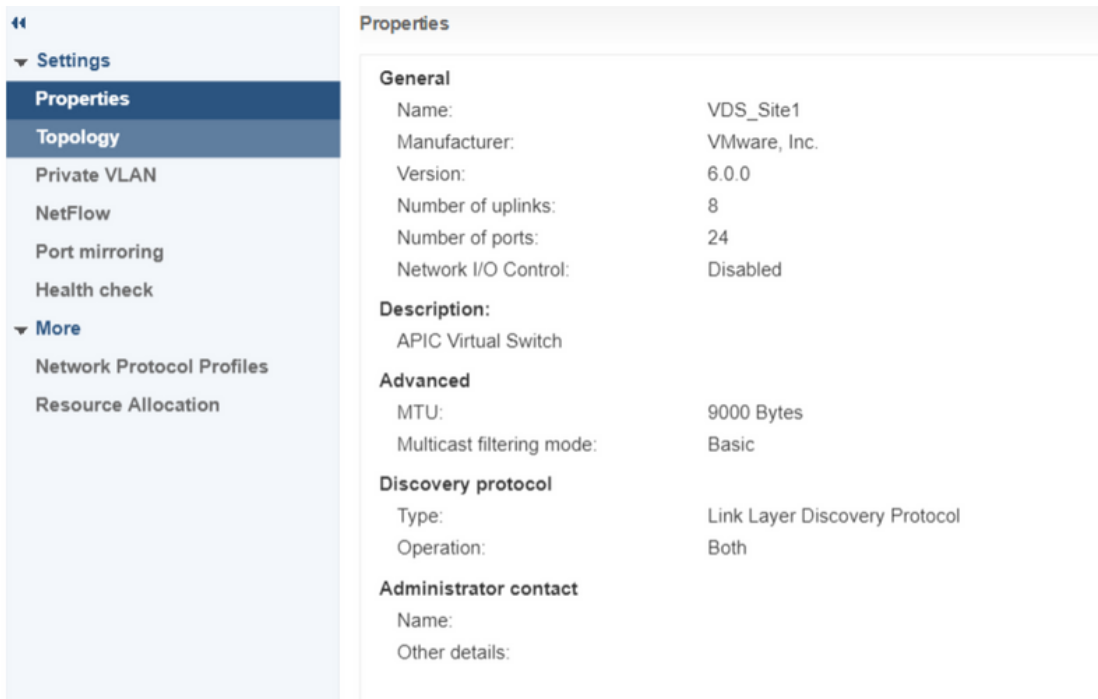 Settings
Properties
Topology
Private VLAN
NetFlow
Port mirroring
Health check
More
Network Protocol Profiles
Resource Allocation
Properties
General
Name: VDS_Site1
Manufacturer: VMware, Inc.
Version: 6.0.0
Number of uplinks: 8
Number of ports: 24
Network I/O Control: Disabled
Description:
APIC Virtual Switch
Advanced
MTU: 9000 Bytes
Multicast filtering mode: Basic
Discovery protocol
Type: Link Layer Discovery Protocol
Operation: Both
Administrator contact
Name:
Other details: